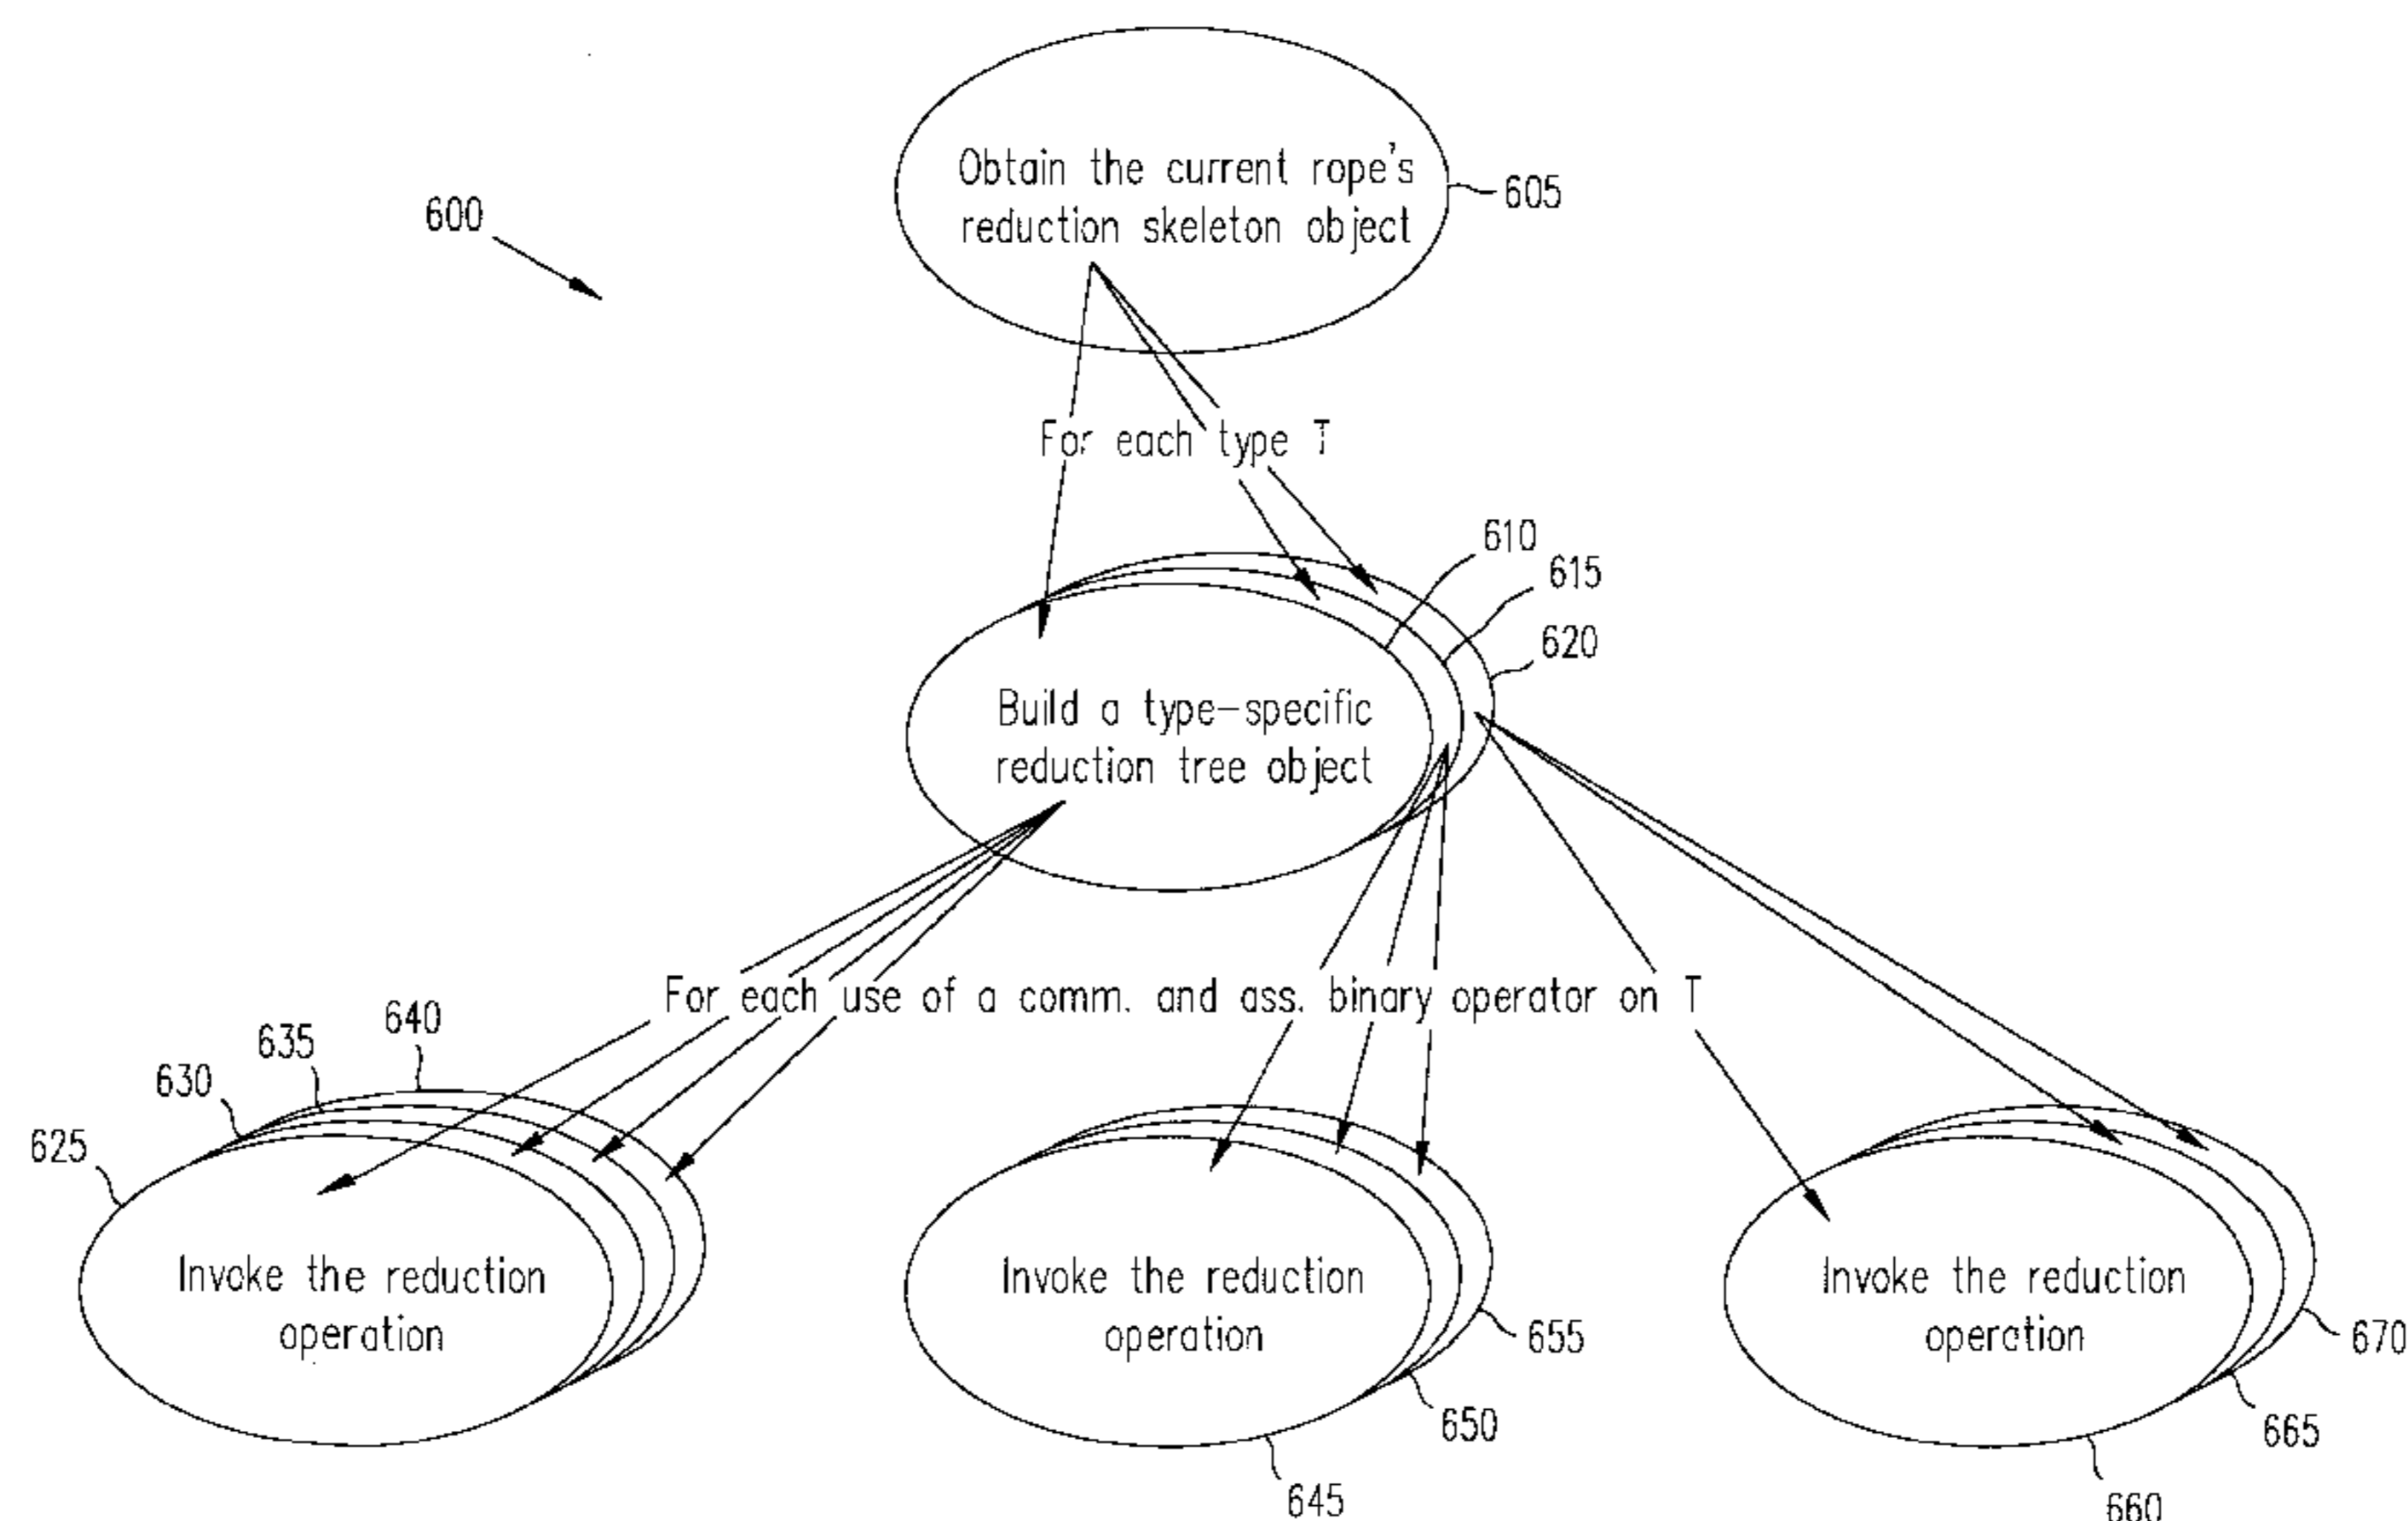 Obtain the current rope's
reduction skeleton object
605
600
For each type T
610
615
620
Build a type-specific
reduction tree object
For each use of a comm. and ass. binary operator on T
640
635
630
625
Invoke the reduction
operation
Invoke the reduction
operation
655
650
645
Invoke the reduction
operation
670
665
660